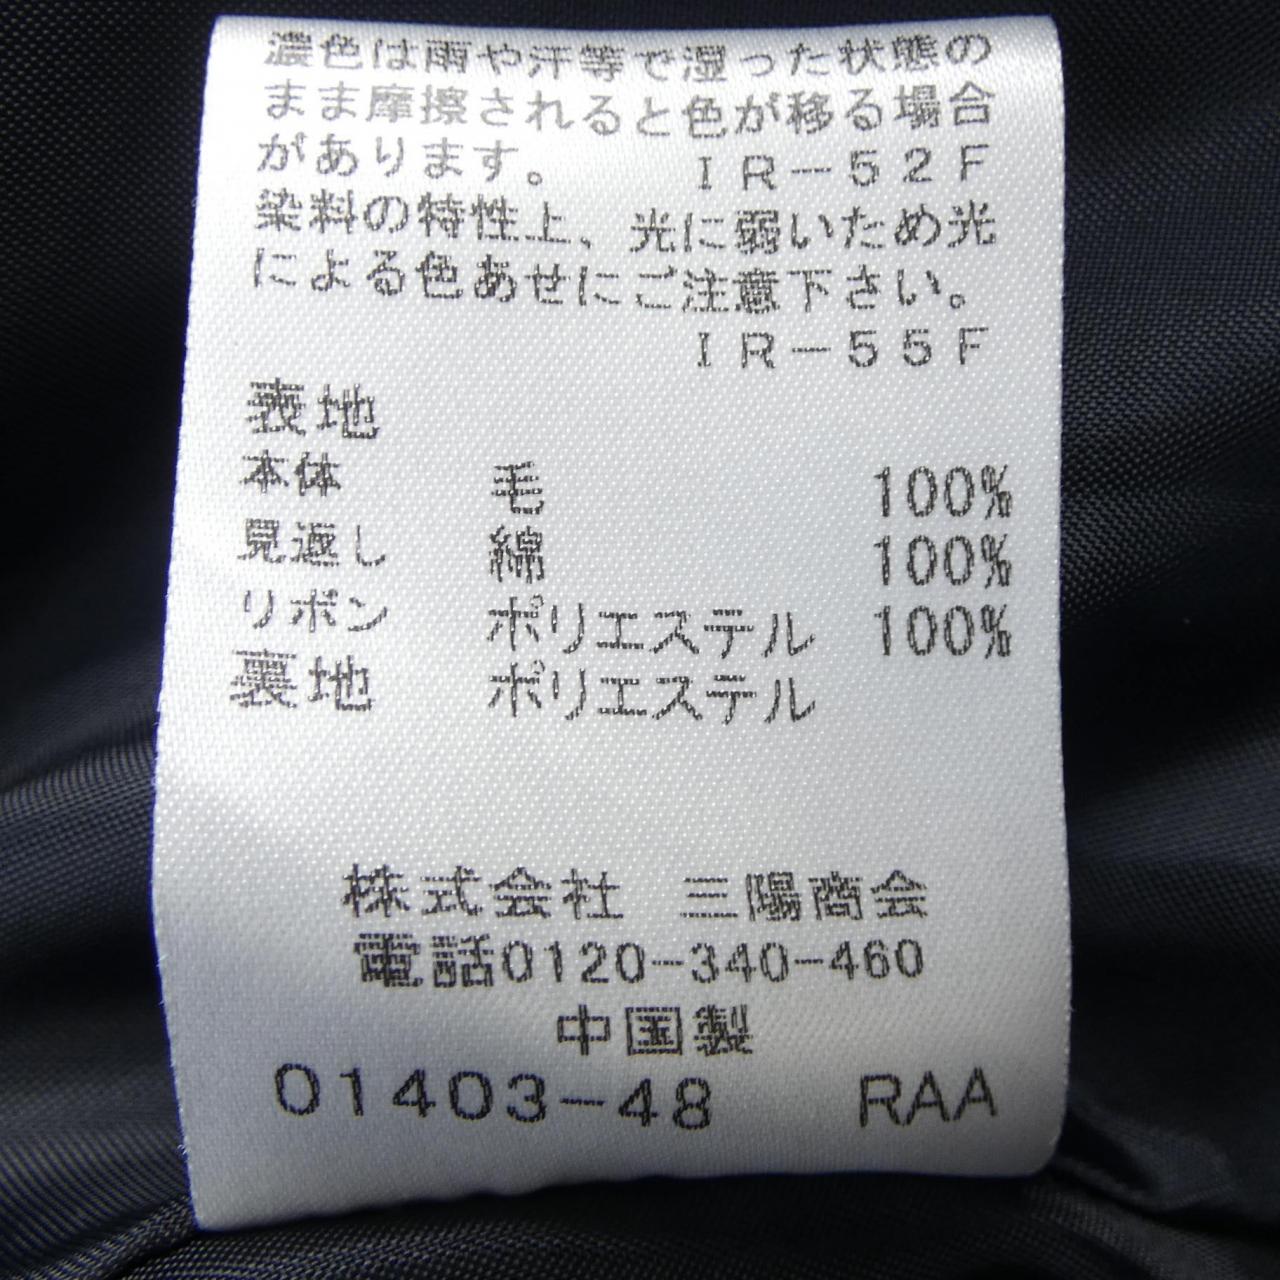 濃色は雨や汗等で湿った状態の
まま摩擦されると色が移る場合
があります。 IR-52F
染料の特性上、光に弱いため光
による色あせにご注意下さい。
IR-55F
表地
本体 毛 100%
見返し 綿 100%
リボン ポリエステル 100%
裏地 ポリエステル
株式会社 三陽商会
電話0120-340-460
中国製
01403-48 RAA